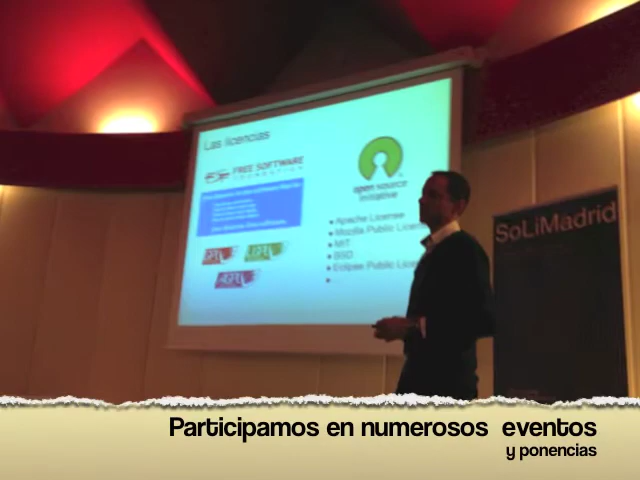 Las licencias
FREE SOFTWARE
FOUNDATION
open source
initiative
Apache License
Mozilla Public
MIT
BSD
Eclipse Public
SoLiMadrid
Participamos en numerosos eventos
y ponencias